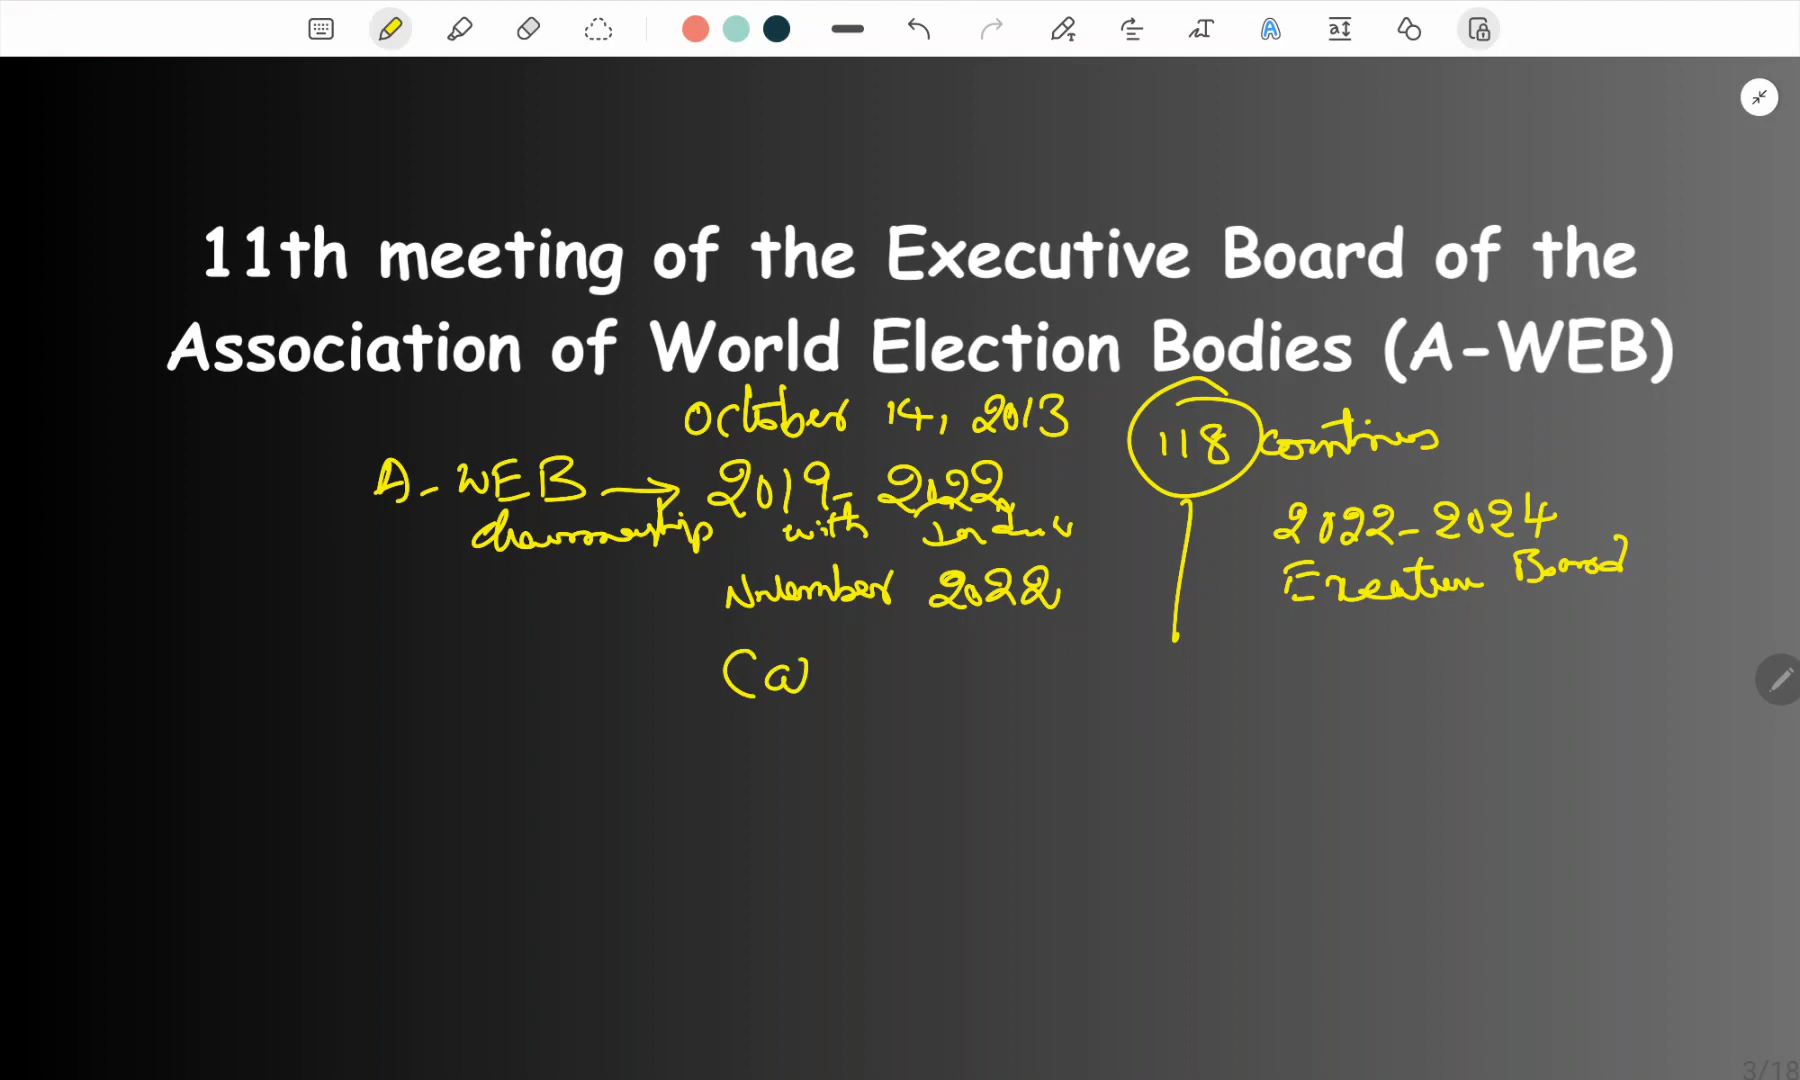 11th meeting of the Executive Board of the
Association of World Election Bodies (A-WEB)
October 14, 2013
118 countries
A-WEB → 2019-2022
chairmanship with India
2022-2024
Executive Board
November 2022
Ca
3/18